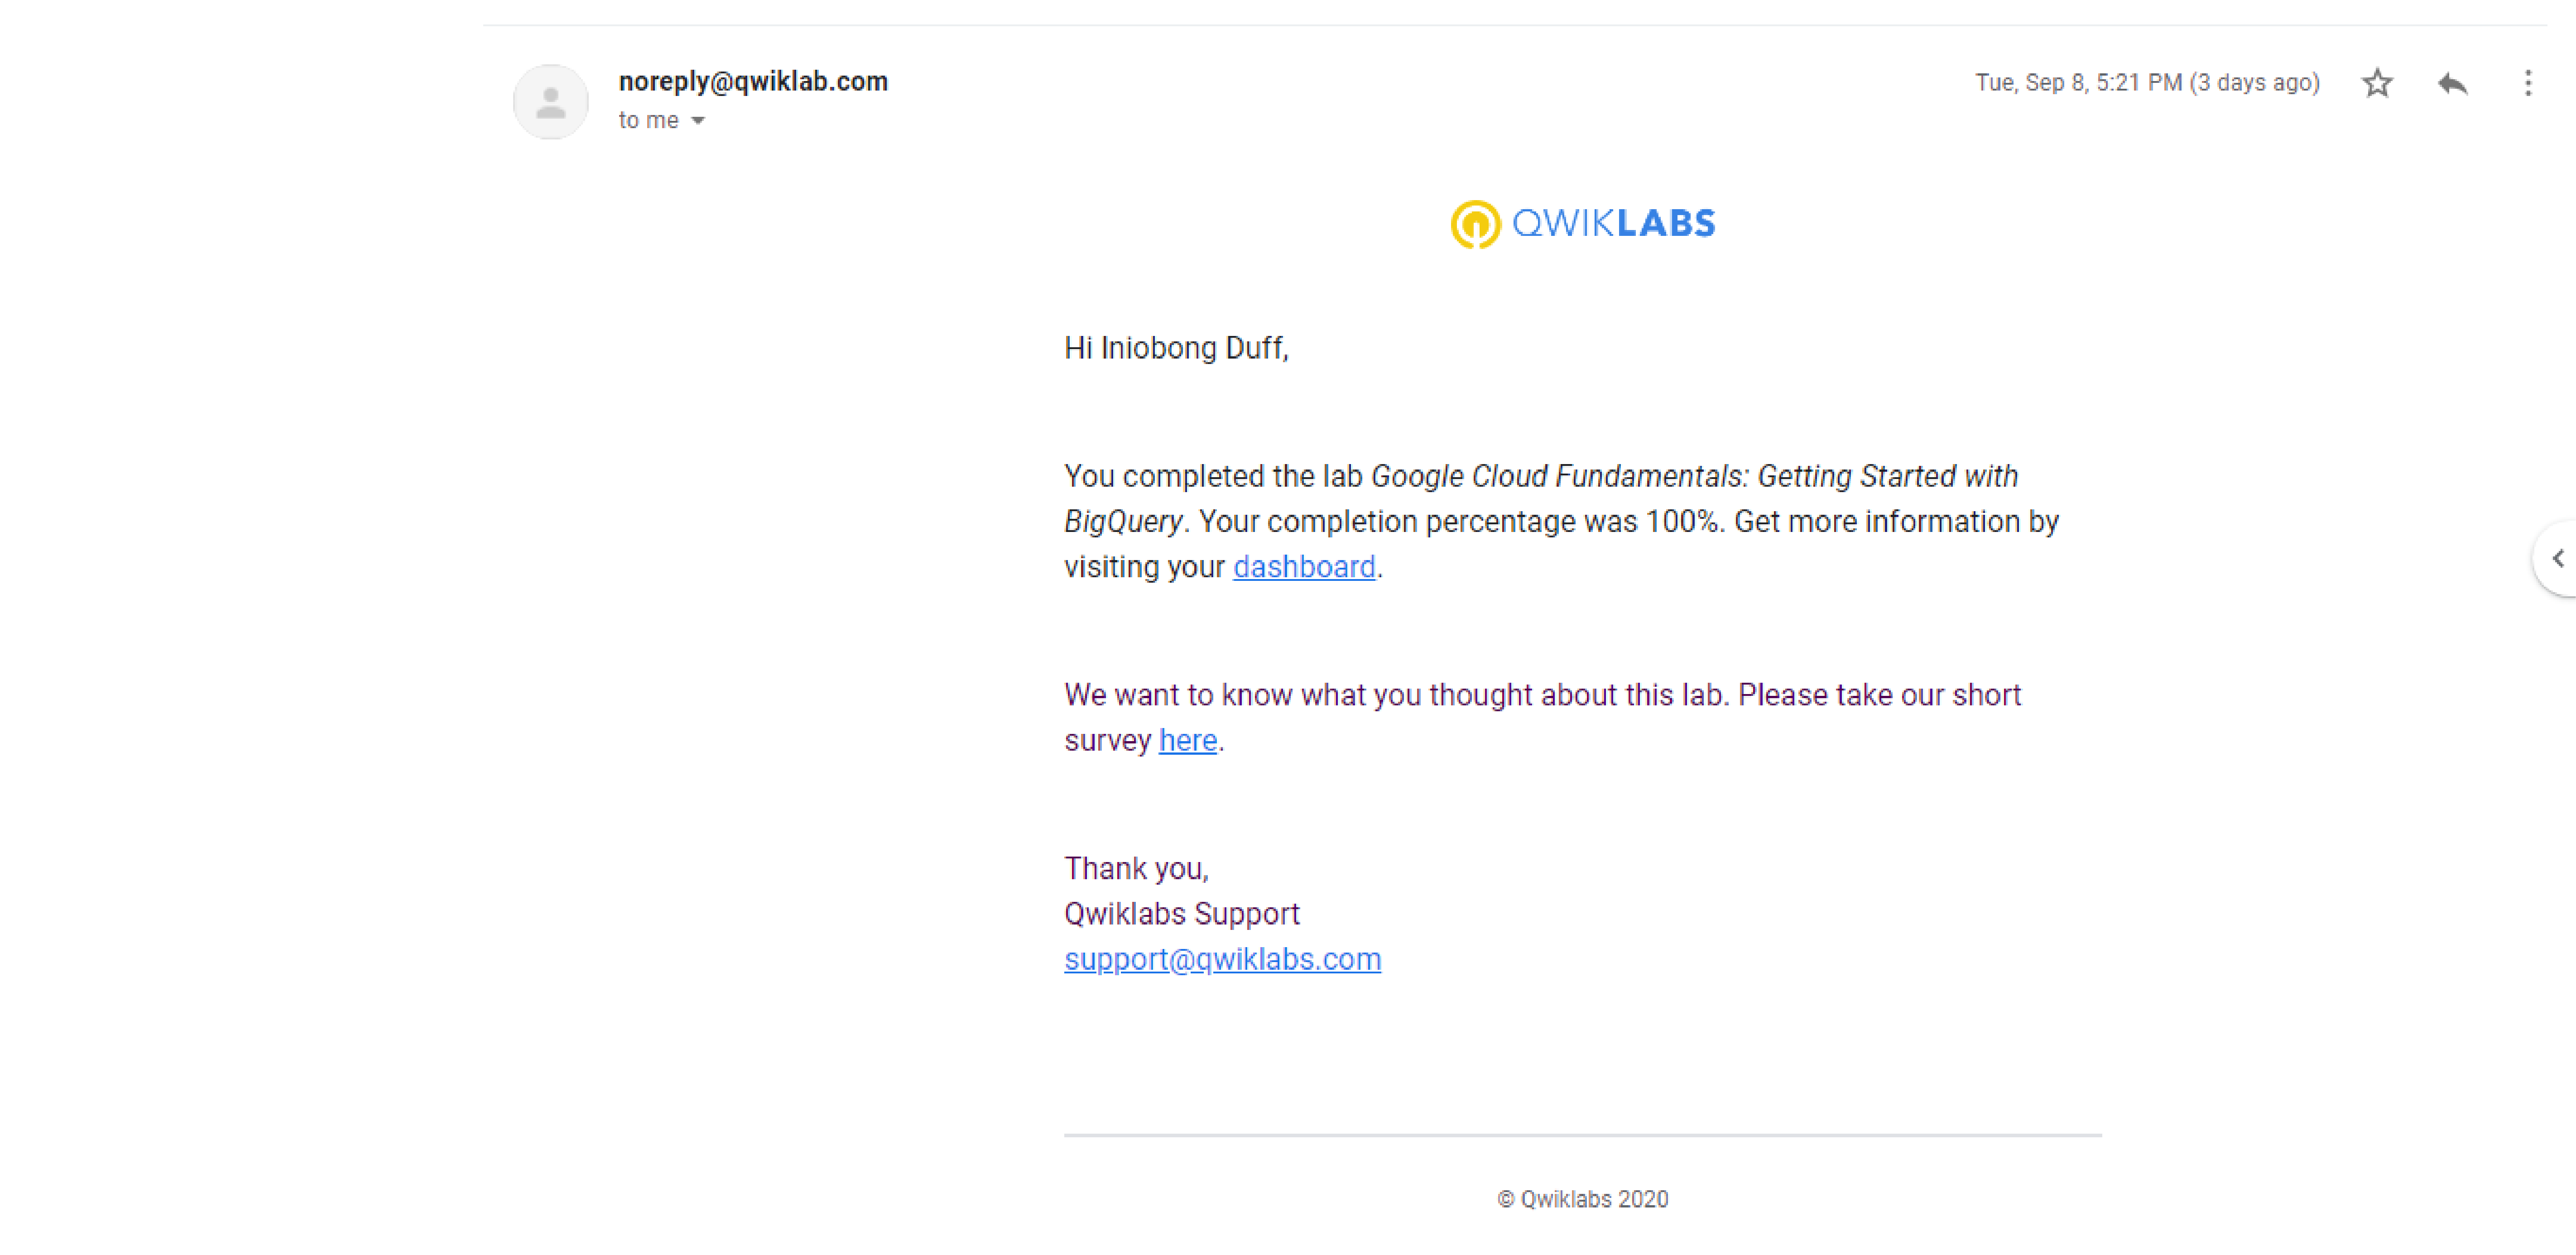 noreply@qwiklab.com
Tue, Sep 8, 5:21 PM (3 days ago)
to me
QWIKLABS
Hi Iniobong Duff,
You completed the lab Google Cloud Fundamentals: Getting Started with
BigQuery. Your completion percentage was 100%. Get more information by
visiting your dashboard.
We want to know what you thought about this lab. Please take our short
survey here.
Thank you,
Qwiklabs Support
support@qwiklabs.com
© Qwiklabs 2020